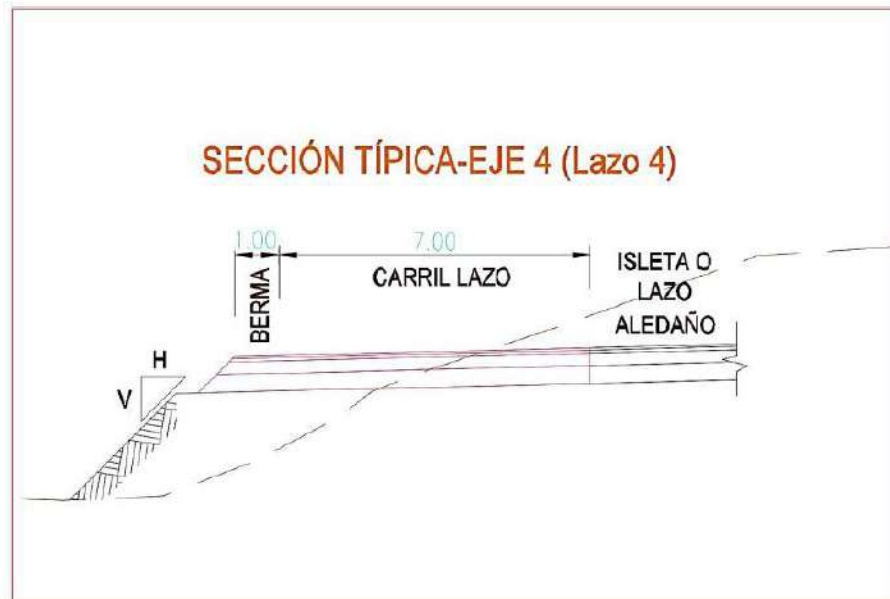 SECCIÓN TÍPICA-EJE 4 (Lazo 4)
1.00
7.00
BERMA
CARRIL LAZO
ISLETA O
LAZO
ALEDAÑO
H
V